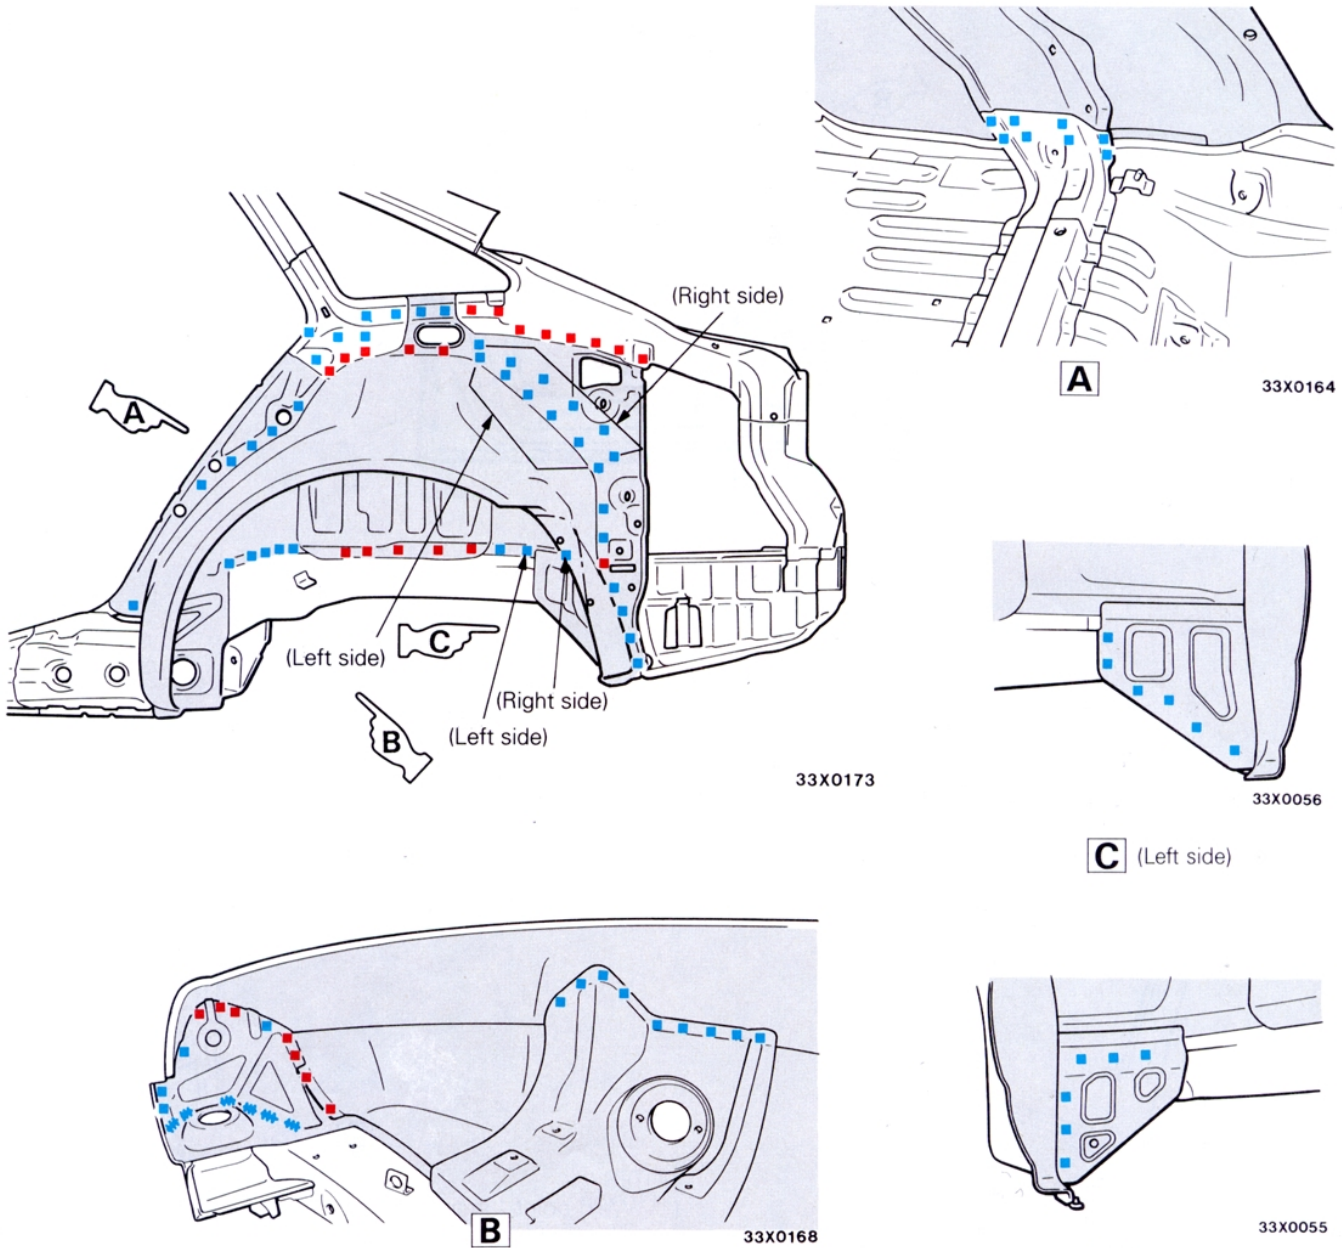 A
33X0164
(Right side)
A
(Left side)
C
(Right side)
(Left side)
B
33X0173
33X0056
C (Left side)
B
33X0168
33X0055